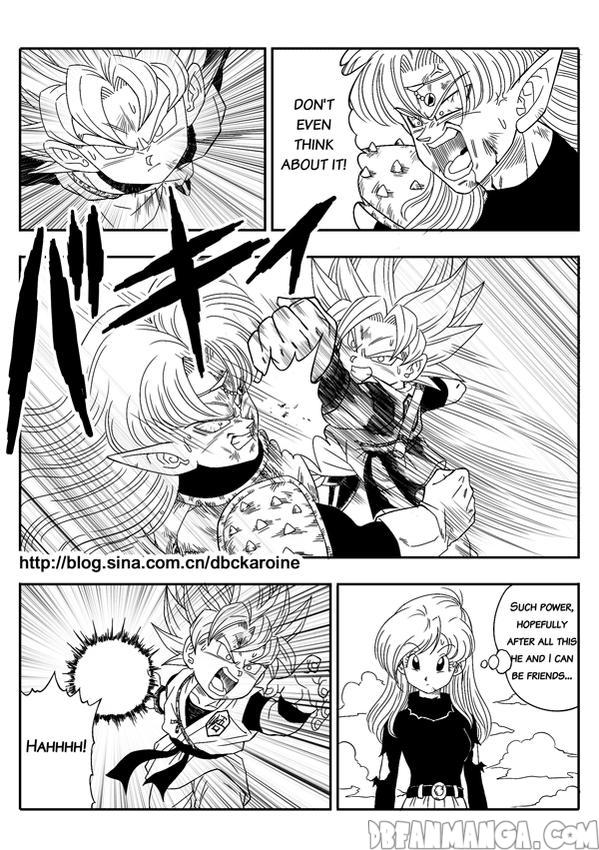 DON'T
EVEN
THINK
ABOUT IT!
バキィ
http://blog.sina.com.cn/dbckaroine
HAHHHH!
SUCH POWER,
HOPEFULLY
AFTER ALL THIS
HE AND I CAN
BE FRIENDS...
DBFANMANGA.COM